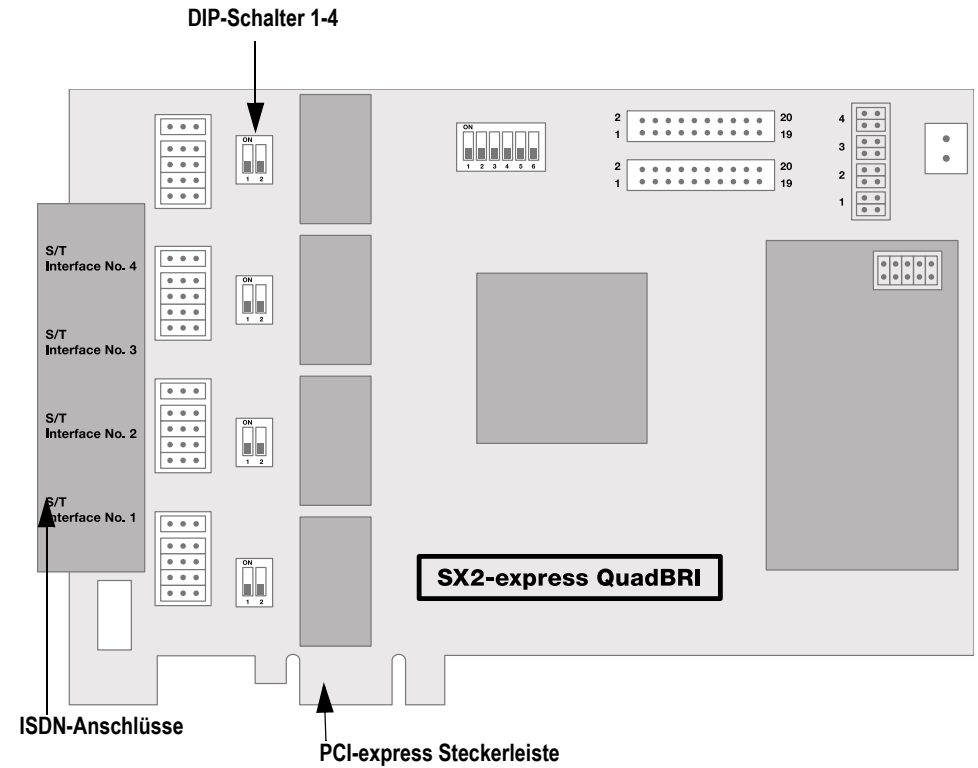 DIP-Schalter 1-4
ON
1 2
ON
1 2 3 4 5 6
2 20
1 19
2 20
1 19
4
3
2
1
S/T
Interface No. 4
ON
1 2
S/T
Interface No. 3
S/T
Interface No. 2
ON
1 2
S/T
Interface No. 1
ON
1 2
SX2-express QuadBRI
ISDN-Anschlüsse
PCI-express Steckerleiste